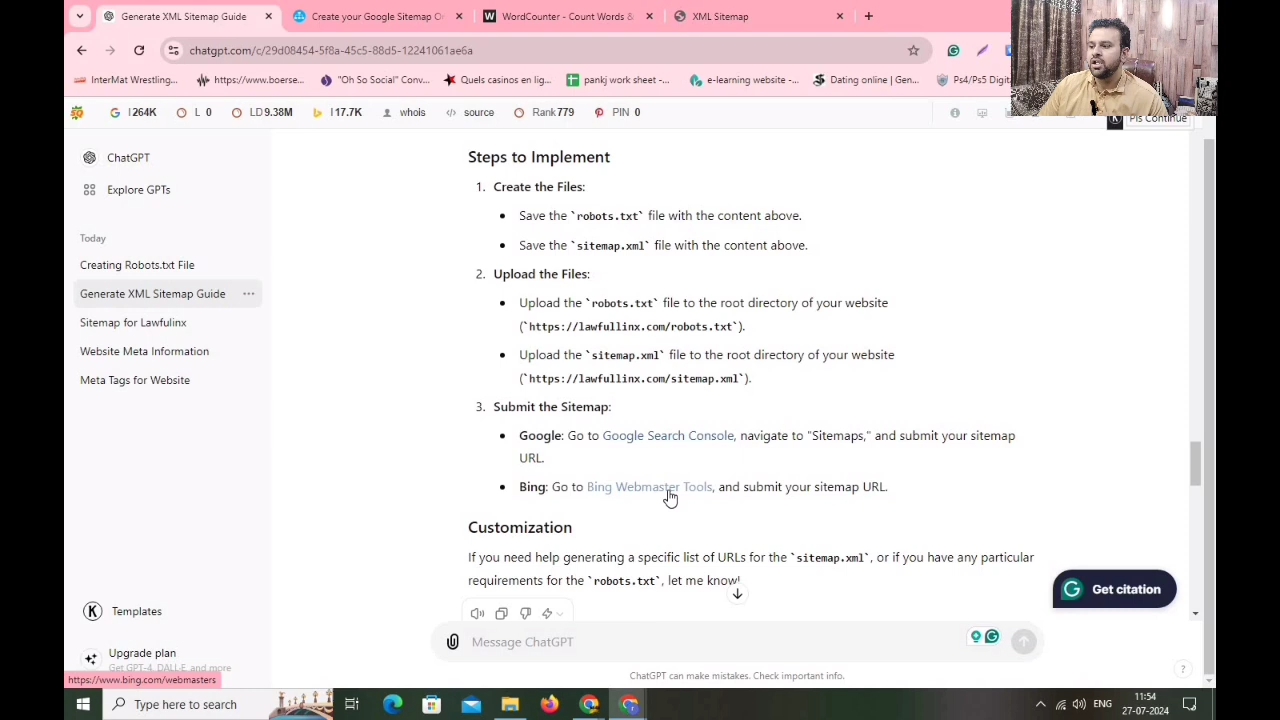 Generate XML Sitemap Guide
Create your Google Sitemap O
WordCounter - Count Words &
XML Sitemap
chatgpt.com/c/29d08454-5f8a-45c5-88d5-12241061ae6a
InterMat Wrestling...
https://www.boerse...
"Oh So Social" Conv...
Quels casinos en lig...
pankj work sheet -...
e-learning website -...
Dating online | Gen...
Ps4/Ps5 Digit
I 264K
L 0
LD 9.38M
I 17.7K
whois
source
Rank 779
PIN 0
Pls Continue
ChatGPT
Explore GPTs
Today
Creating Robots.txt File
Generate XML Sitemap Guide
Sitemap for Lawfulinx
Website Meta Information
Meta Tags for Website
Templates
Upgrade plan
Get GPT-4, DALL·E, and more
https://www.bing.com/webmasters
Steps to Implement
1. Create the Files:
• Save the `robots.txt` file with the content above.
• Save the `sitemap.xml` file with the content above.
2. Upload the Files:
• Upload the `robots.txt` file to the root directory of your website
(`https://lawfullinx.com/robots.txt`).
• Upload the `sitemap.xml` file to the root directory of your website
(`https://lawfullinx.com/sitemap.xml`).
3. Submit the Sitemap:
• Google: Go to Google Search Console, navigate to "Sitemaps," and submit your sitemap
URL.
• Bing: Go to Bing Webmaster Tools, and submit your sitemap URL.
Customization
If you need help generating a specific list of URLs for the `sitemap.xml`, or if you have any particular
requirements for the `robots.txt`, let me know!
Get citation
Message ChatGPT
ChatGPT can make mistakes. Check important info.
?
Type here to search
ENG
11:54
27-07-2024